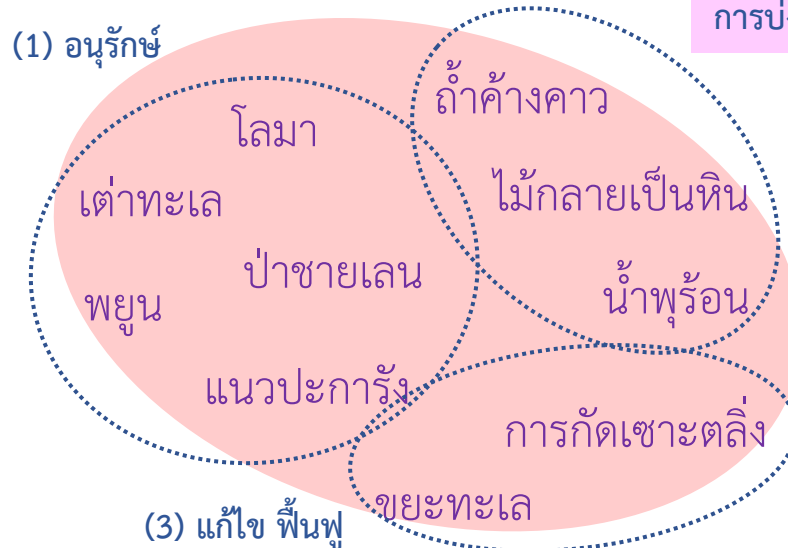 (1) อนุรักษ์
ถ้ำค้างคาว
โลมา
ไม้กลายเป็นหิน
เต่าทะเล
ป่าชายเลน
น้ำพุร้อน
พยูน
แนวปะการัง
การกัดเซาะตลิ่ง
ขยะทะเล
(3) แก้ไข ฟื้นฟู